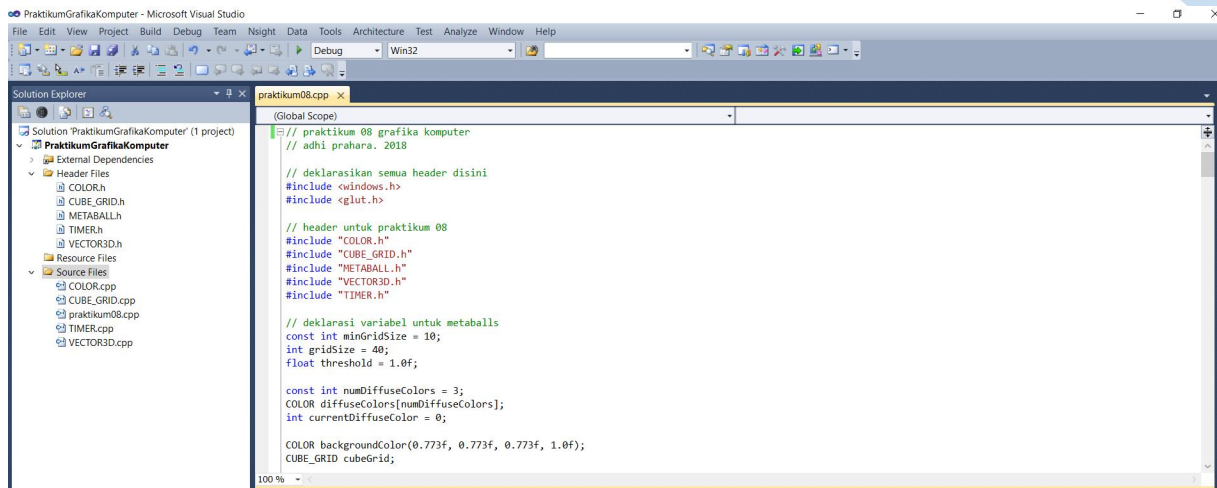 PraktikumGrafikaKomputer - Microsoft Visual Studio
File Edit View Project Build Debug Team Nsight Data Tools Architecture Test Analyze Window Help
Debug Win32
Solution Explorer
praktikum08.cpp
(Global Scope)
Solution 'PraktikumGrafikaKomputer' (1 project)
PraktikumGrafikaKomputer
External Dependencies
Header Files
COLOR.h
CUBE_GRID.h
METABALL.h
TIMER.h
VECTOR3D.h
Resource Files
Source Files
COLOR.cpp
CUBE_GRID.cpp
praktikum08.cpp
TIMER.cpp
VECTOR3D.cpp
// praktikum 08 grafika komputer
// adhi prahara. 2018
// deklarasikan semua header disini
#include <windows.h>
#include <glut.h>
// header untuk praktikum 08
#include "COLOR.h"
#include "CUBE_GRID.h"
#include "METABALL.h"
#include "VECTOR3D.h"
#include "TIMER.h"
// deklarasi variabel untuk metaballs
const int minGridSize = 10;
int gridSize = 40;
float threshold = 1.0f;
const int numDiffuseColors = 3;
COLOR diffuseColors[numDiffuseColors];
int currentDiffuseColor = 0;
COLOR backgroundColor(0.773f, 0.773f, 0.773f, 1.0f);
CUBE_GRID cubeGrid;
100 %